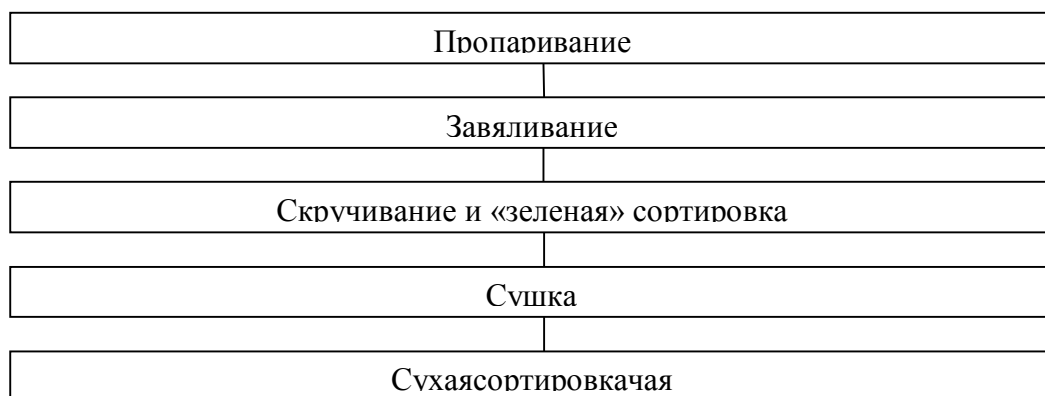 Пропаривание
Завяливание
Скручивание и «зеленая» сортировка
Сушка
Сухаясортировкачая